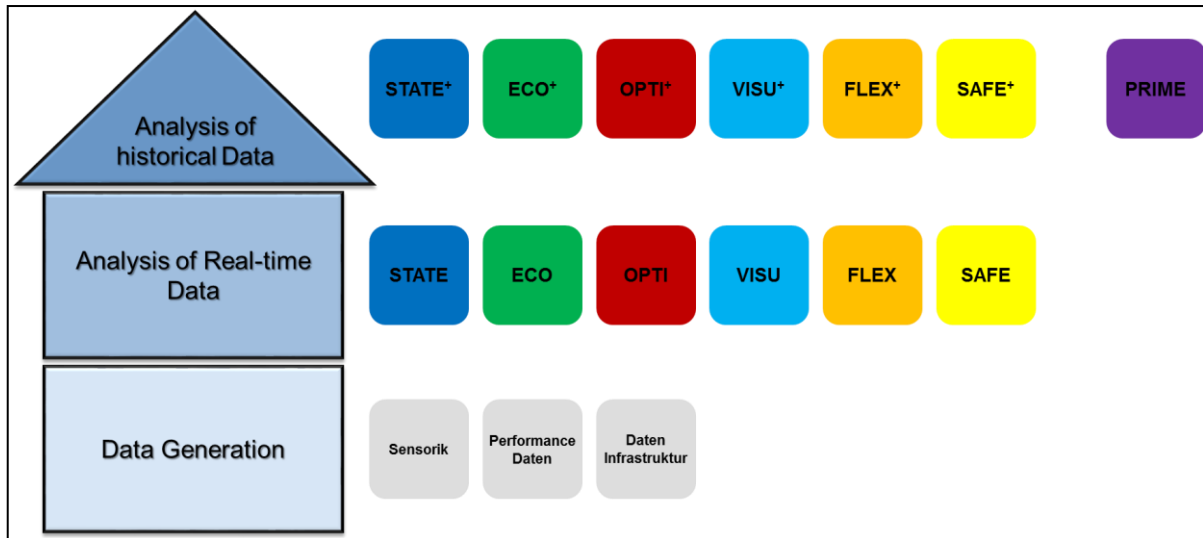 Analysis of
historical Data
STATE⁺
ECO⁺
OPTI⁺
VISU⁺
FLEX⁺
SAFE⁺
PRIME
Analysis of Real-time
Data
STATE
ECO
OPTI
VISU
FLEX
SAFE
Data Generation
Sensorik
Performance
Daten
Daten
Infrastruktur